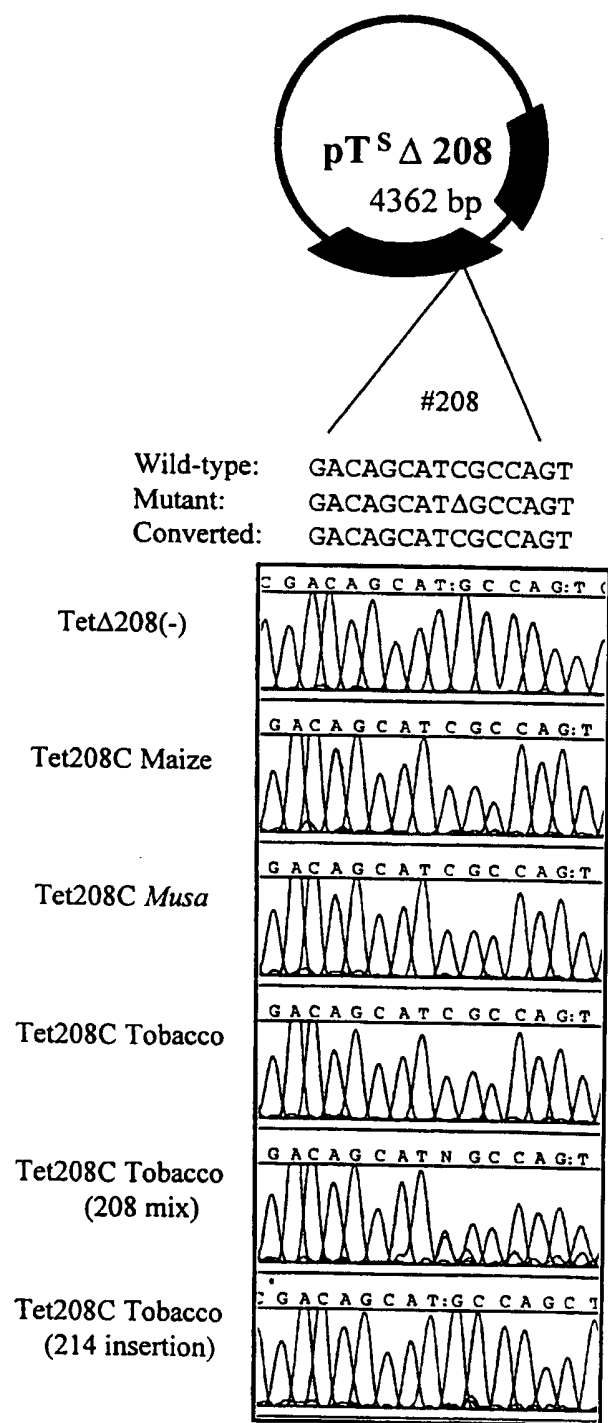 pTˢ Δ 208
4362 bp
#208
Wild-type: GACAGCATCGCCAGT
Mutant: GACAGCATΔGCCAGT
Converted: GACAGCATCGCCAGT
TetΔ208(-)
C G A C A G C A T:G C C A G:T C
Tet208C Maize
G A C A G C A T C G C C A G:T
Tet208C Musa
G A C A G C A T C G C C A G:T
Tet208C Tobacco
G A C A G C A T C G C C A G:T
Tet208C Tobacco
(208 mix)
G A C A G C A T N G C C A G:T
Tet208C Tobacco
(214 insertion)
C G A C A G C A T:G C C A G C T